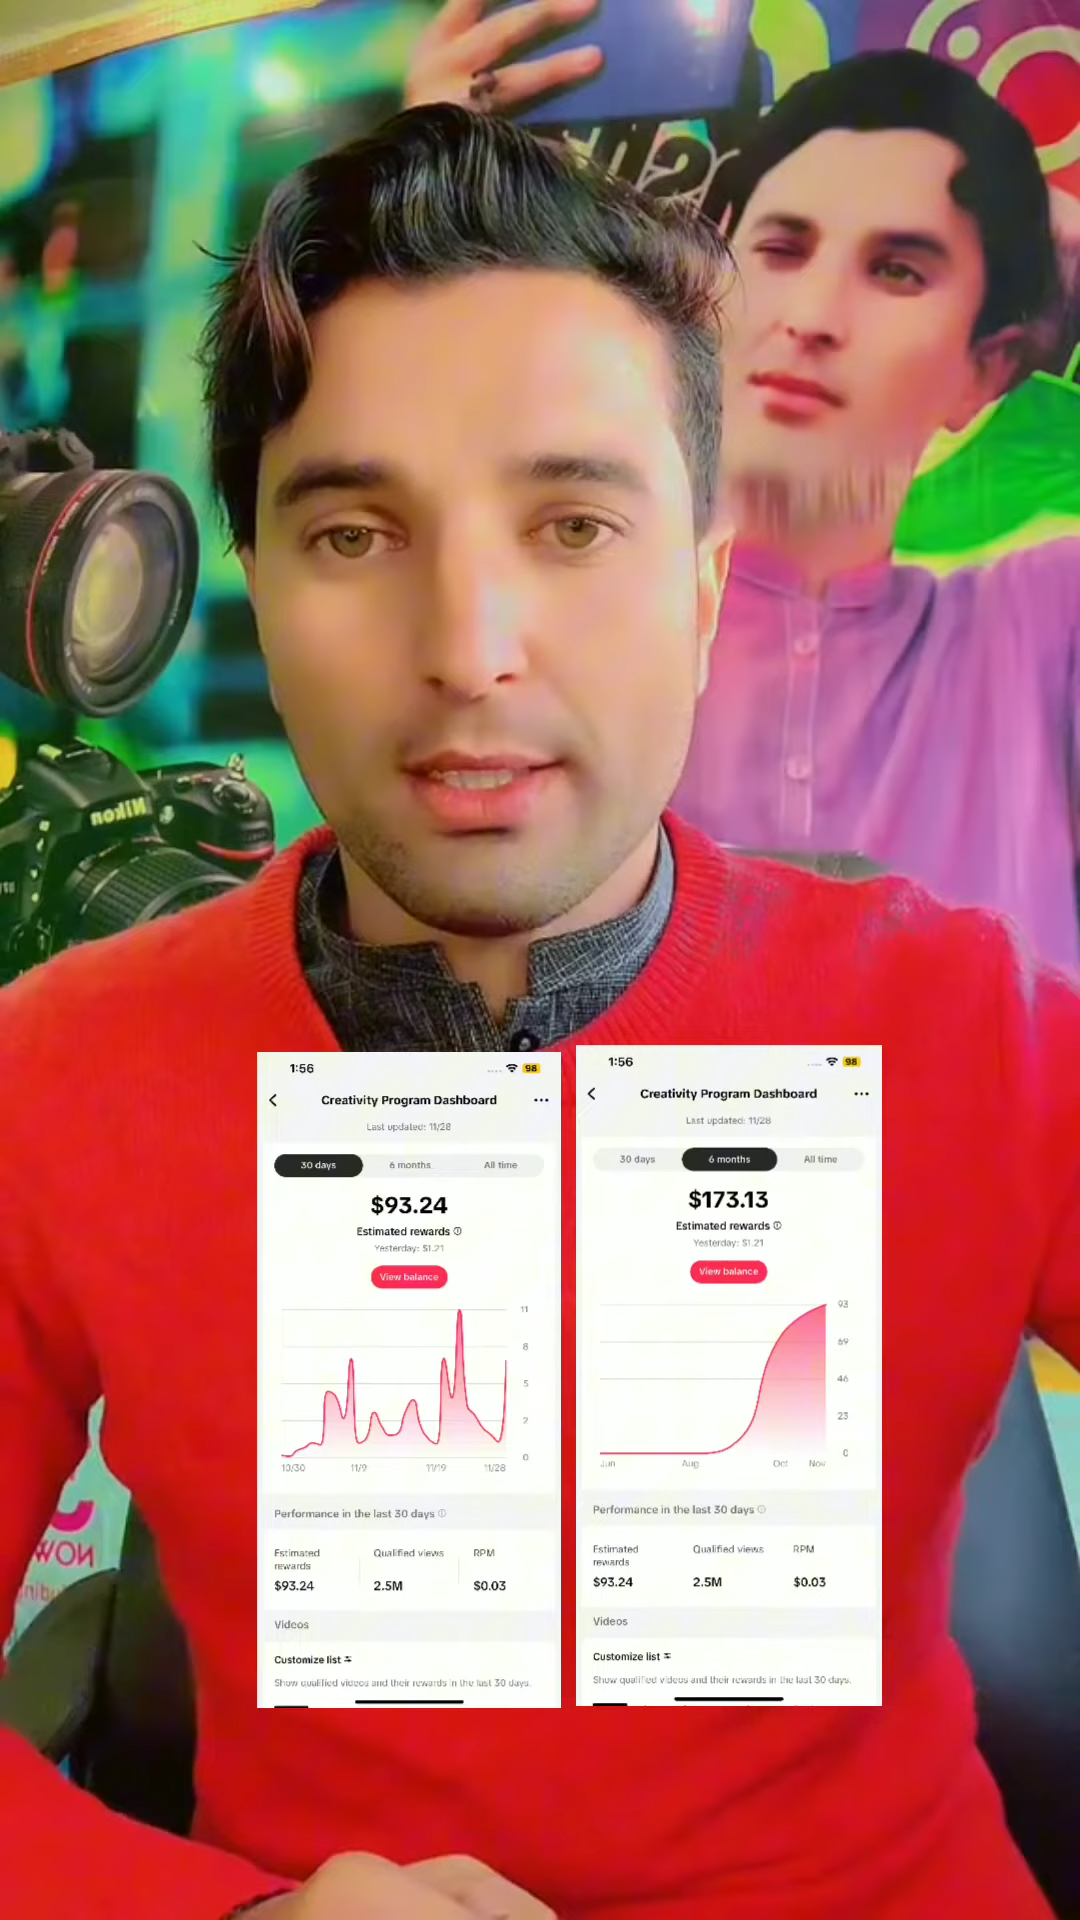 Nikon
NOW
1:56
98
Creativity Program Dashboard
Last updated: 11/28
30 days
6 months
All time
$93.24
Estimated rewards
Yesterday: $1.21
View balance
11
8
5
2
0
10/30
11/9
11/19
11/28
Performance in the last 30 days
Estimated rewards
Qualified views
RPM
$93.24
2.5M
$0.03
Videos
Customize list
Show qualified videos and their rewards in the last 30 days.
1:56
98
Creativity Program Dashboard
Last updated: 11/28
30 days
6 months
All time
$173.13
Estimated rewards
Yesterday: $1.21
View balance
93
69
46
23
0
Jun
Aug
Oct
Nov
Performance in the last 30 days
Estimated
rewards
Qualified views
RPM
$93.24
2.5M
$0.03
Videos
Customize list
Show qualified videos and their rewards in the last 30 days.